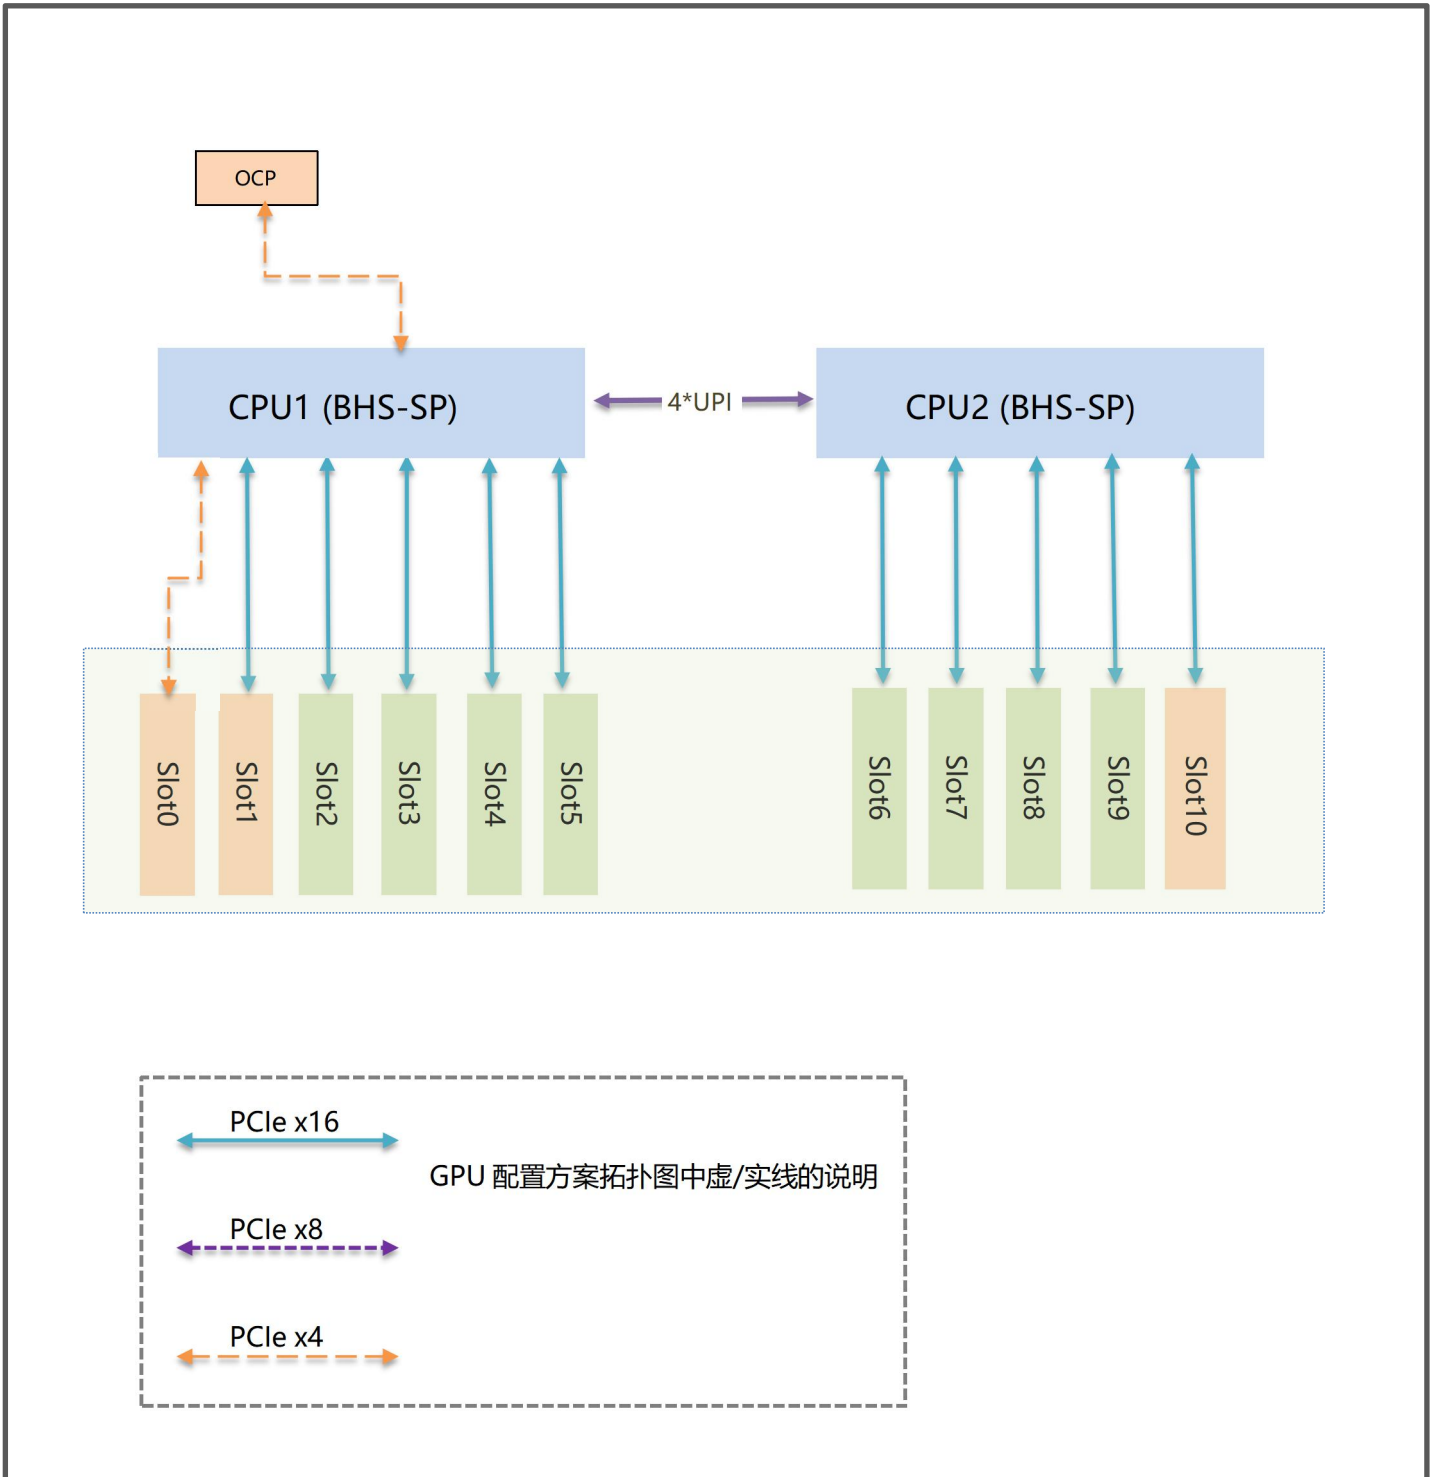 OCP
CPU1 (BHS-SP)
4*UPI
CPU2 (BHS-SP)
Slot0
Slot1
Slot2
Slot3
Slot4
Slot5
Slot6
Slot7
Slot8
Slot9
Slot10
PCIe x16
GPU 配置方案拓扑图中虚/实线的说明
PCIe x8
PCIe x4